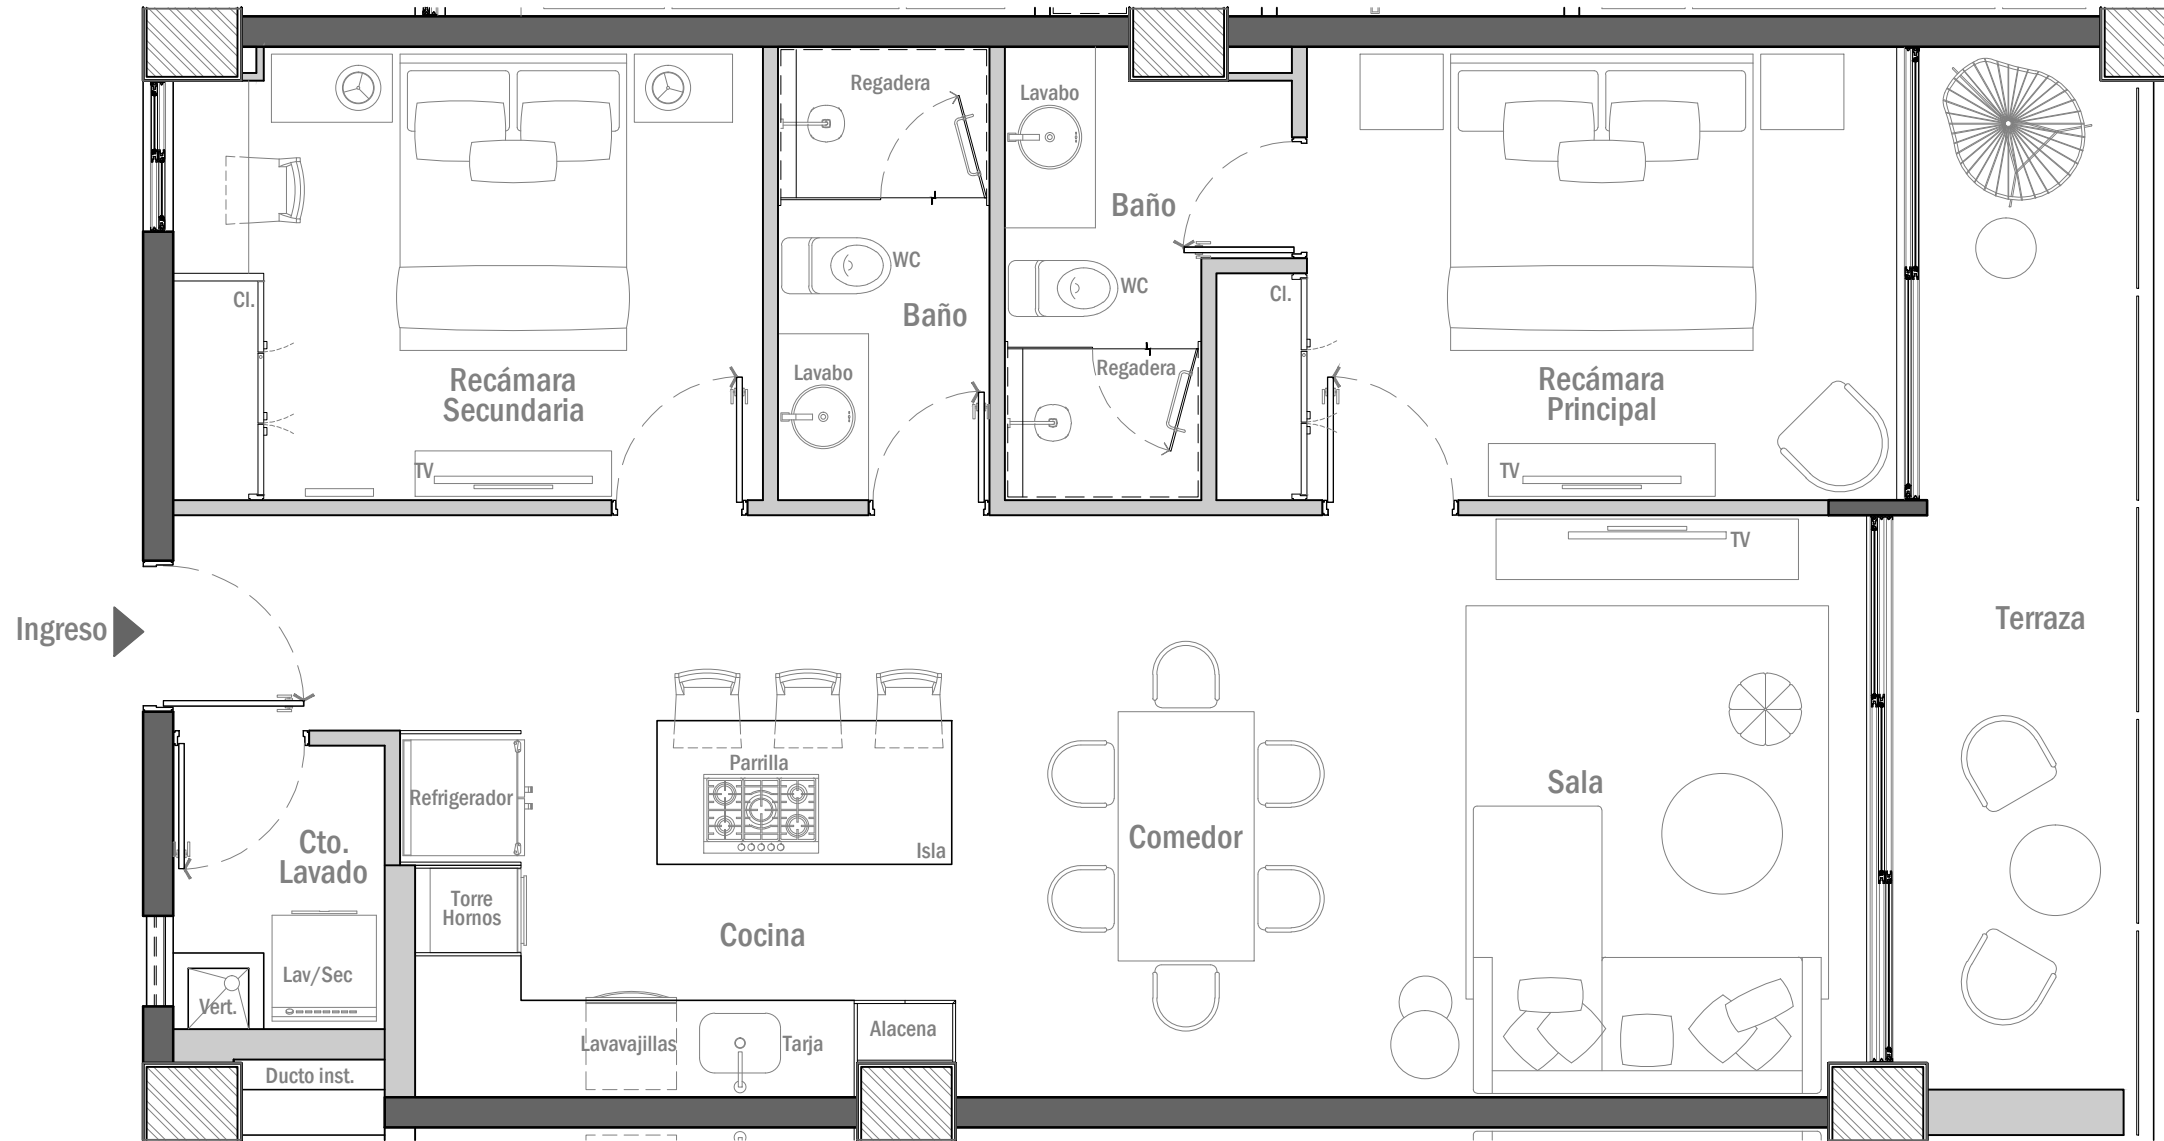 Regadera
Lavabo
Baño
WC
WC
Cl.
Cl.
Baño
Regadera
Lavabo
Recámara
Secundaria
Recámara
Principal
TV
TV
TV
Ingreso
Terraza
Parrilla
Sala
Refrigerador
Isla
Comedor
Cto.
Lavado
Torre
Hornos
Cocina
Lav/Sec
Vert.
Alacena
Lavavajillas
Tarja
Ducto inst.